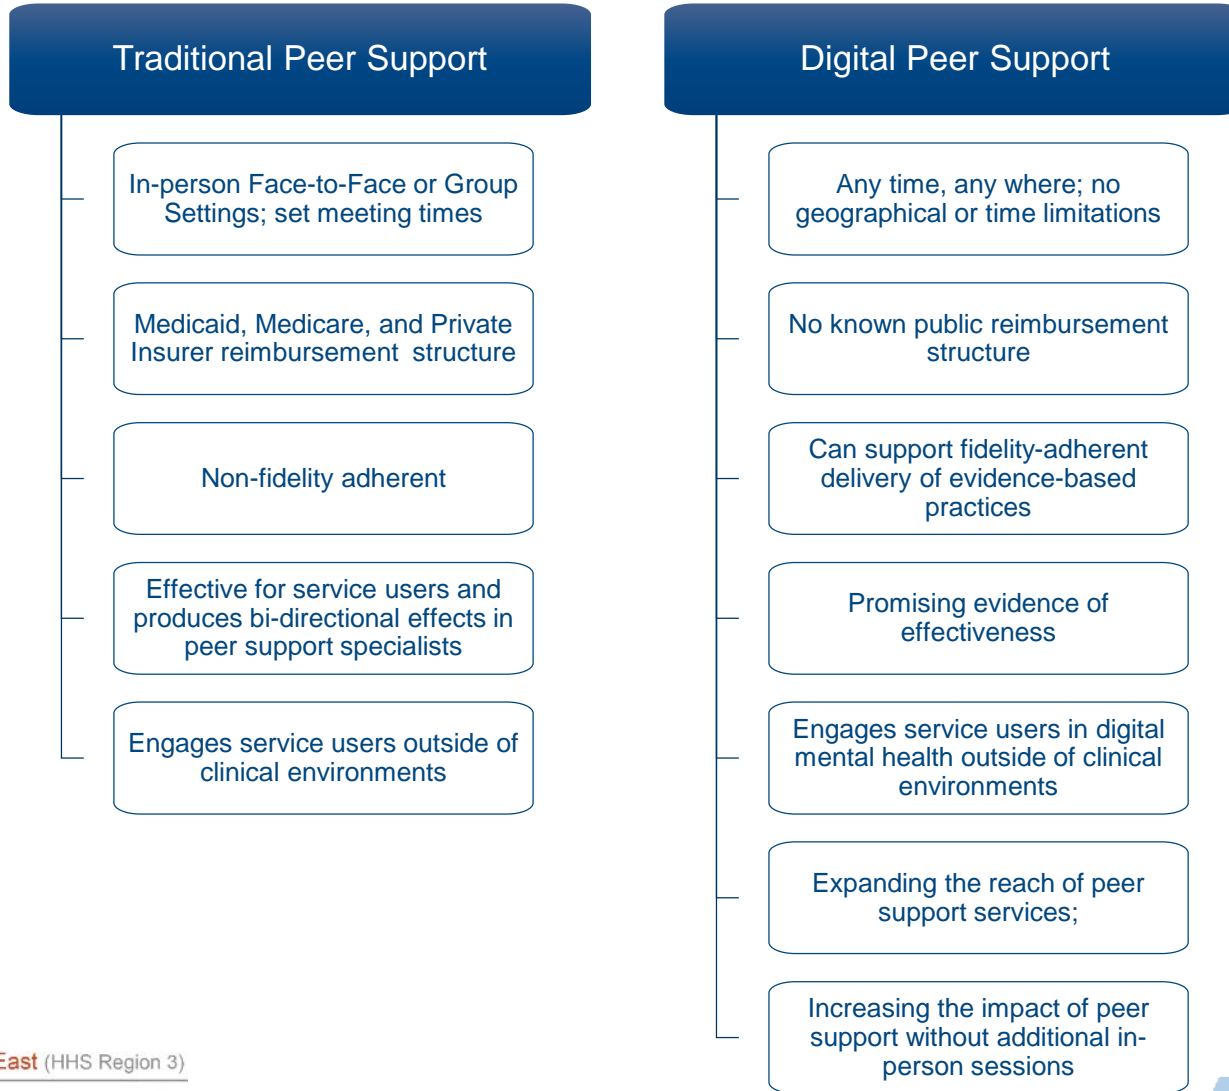 Traditional Peer Support
In-person Face-to-Face or Group
Settings; set meeting times
Medicaid, Medicare, and Private
Insurer reimbursement structure
Non-fidelity adherent
Effective for service users and
produces bi-directional effects in
peer support specialists
Engages service users outside of
clinical environments
Digital Peer Support
Any time, any where; no
geographical or time limitations
No known public reimbursement
structure
Can support fidelity-adherent
delivery of evidence-based
practices
Promising evidence of
effectiveness
Engages service users in digital
mental health outside of clinical
environments
Expanding the reach of peer
support services;
Increasing the impact of peer
support without additional in-
person sessions
East (HHS Region 3)